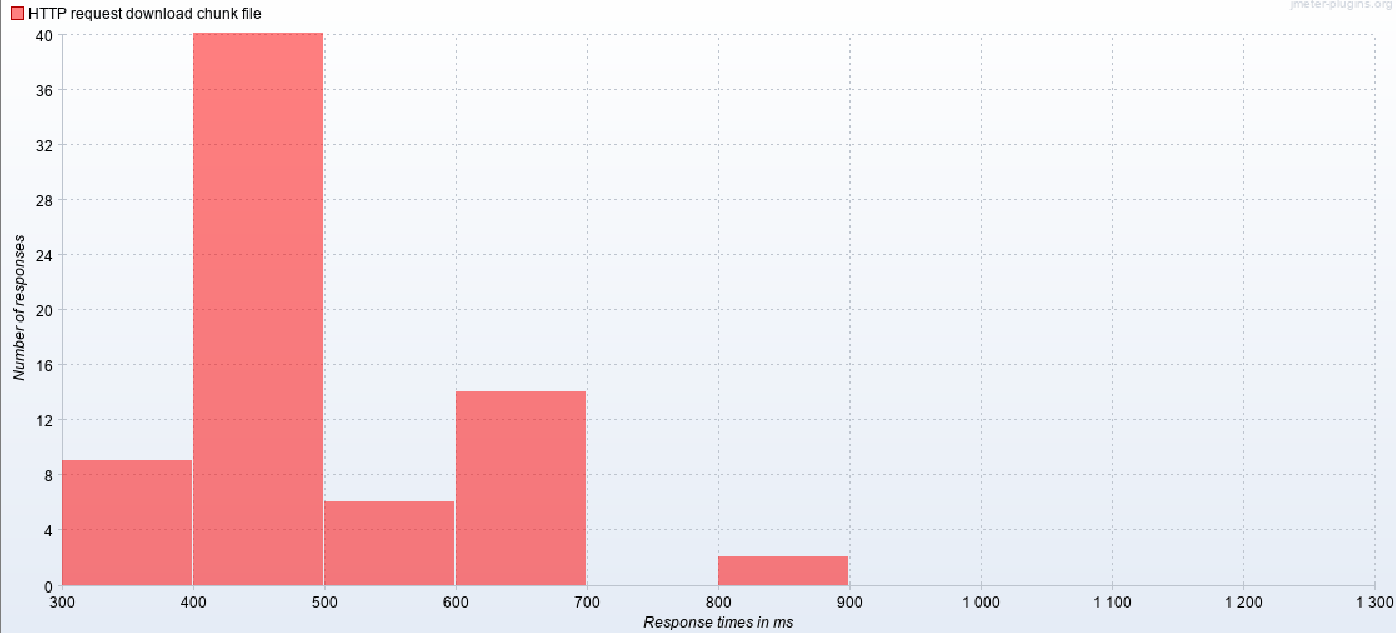 jmeter-plugins.org
HTTP request download chunk file
40
36
32
28
24
20
16
12
8
4
0
Number of responses
300 400 500 600 700 800 900 1 000 1 100 1 200 1 300
Response times in ms